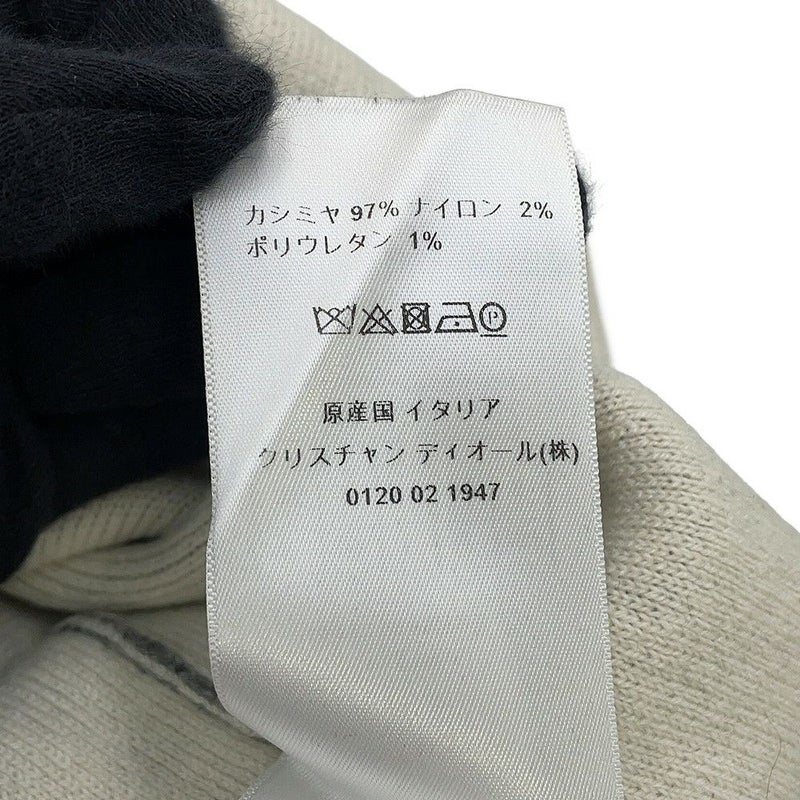 カシミヤ 97% ナイロン 2%
ポリウレタン 1%
P
原産国 イタリア
クリスチャン ディオール(株)
0120 02 1947